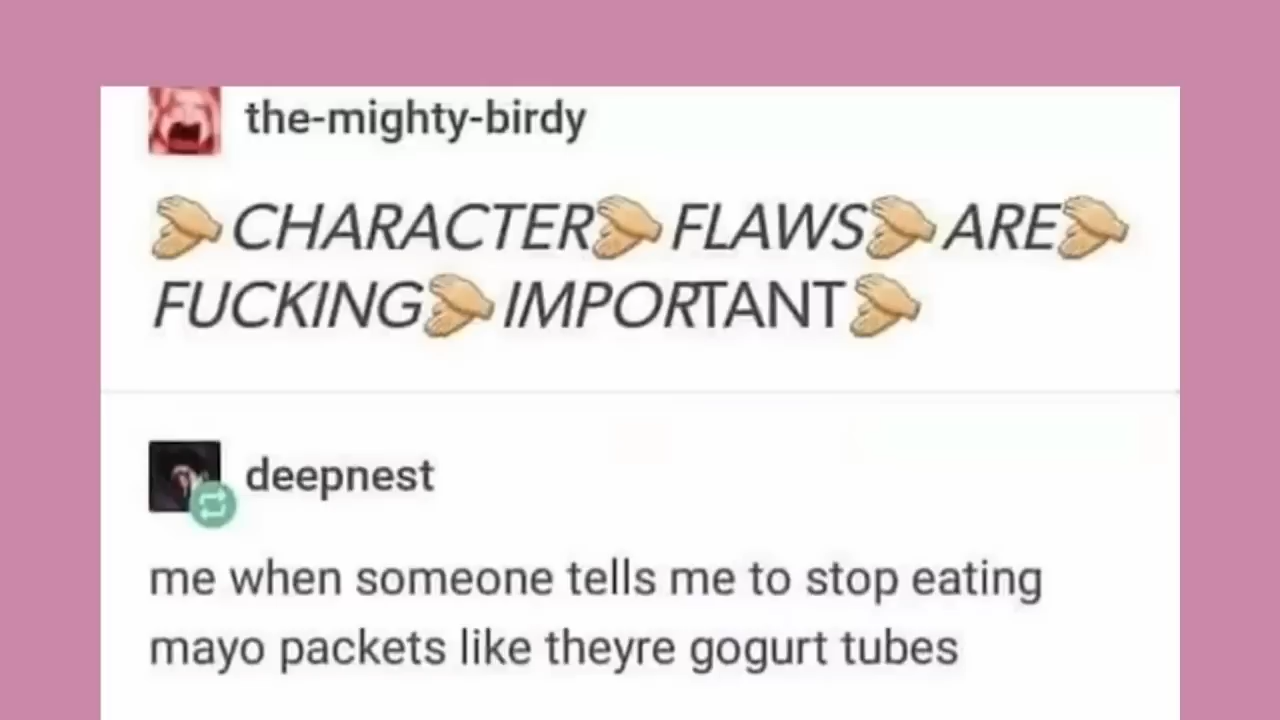 the-mighty-birdy
👏🏼CHARACTER👏🏼FLAWS👏🏼ARE👏🏼
FUCKING👏🏼IMPORTANT👏🏼
deepnest
me when someone tells me to stop eating
mayo packets like theyre gogurt tubes